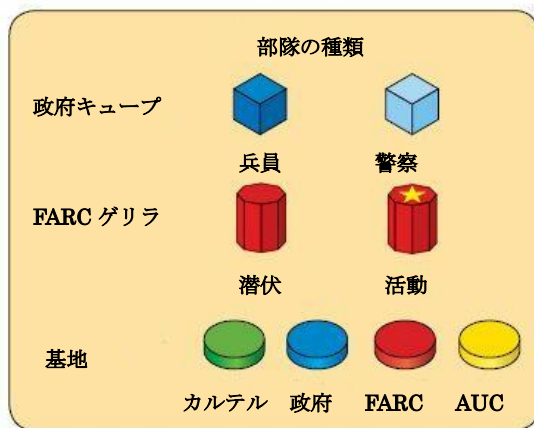 部隊の種類
政府キューブ
兵員 警察
FARC ゲリラ
潜伏 活動
基地
カルテル 政府 FARC AUC